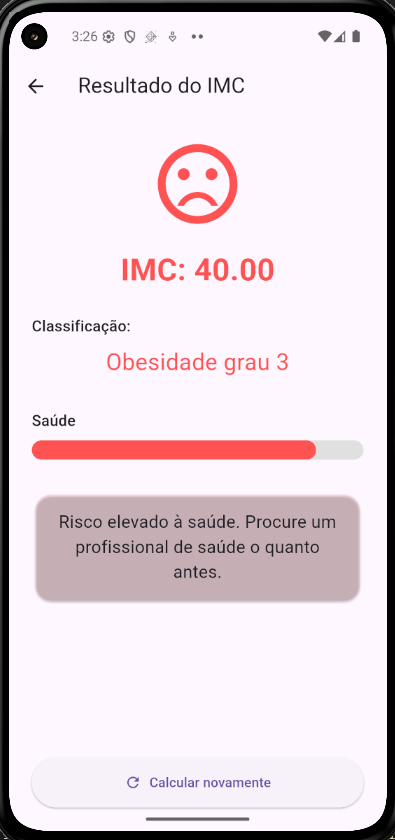 3:26
Resultado do IMC
IMC: 40.00
Classificação:
Obesidade grau 3
Saúde
Risco elevado à saúde. Procure um
profissional de saúde o quanto
antes.
Calcular novamente